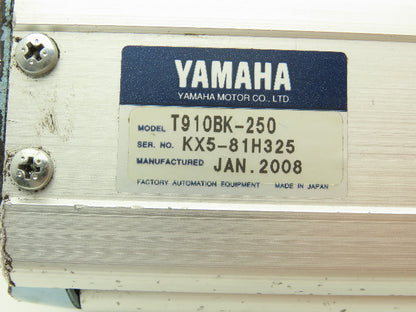 YAMAHA
YAMAHA MOTOR CO., LTD.
MODEL T910BK-250
SER. NO. KX5-81H325
MANUFACTURED JAN. 2008
FACTORY AUTOMATION EQUIPMENT MADE IN JAPAN